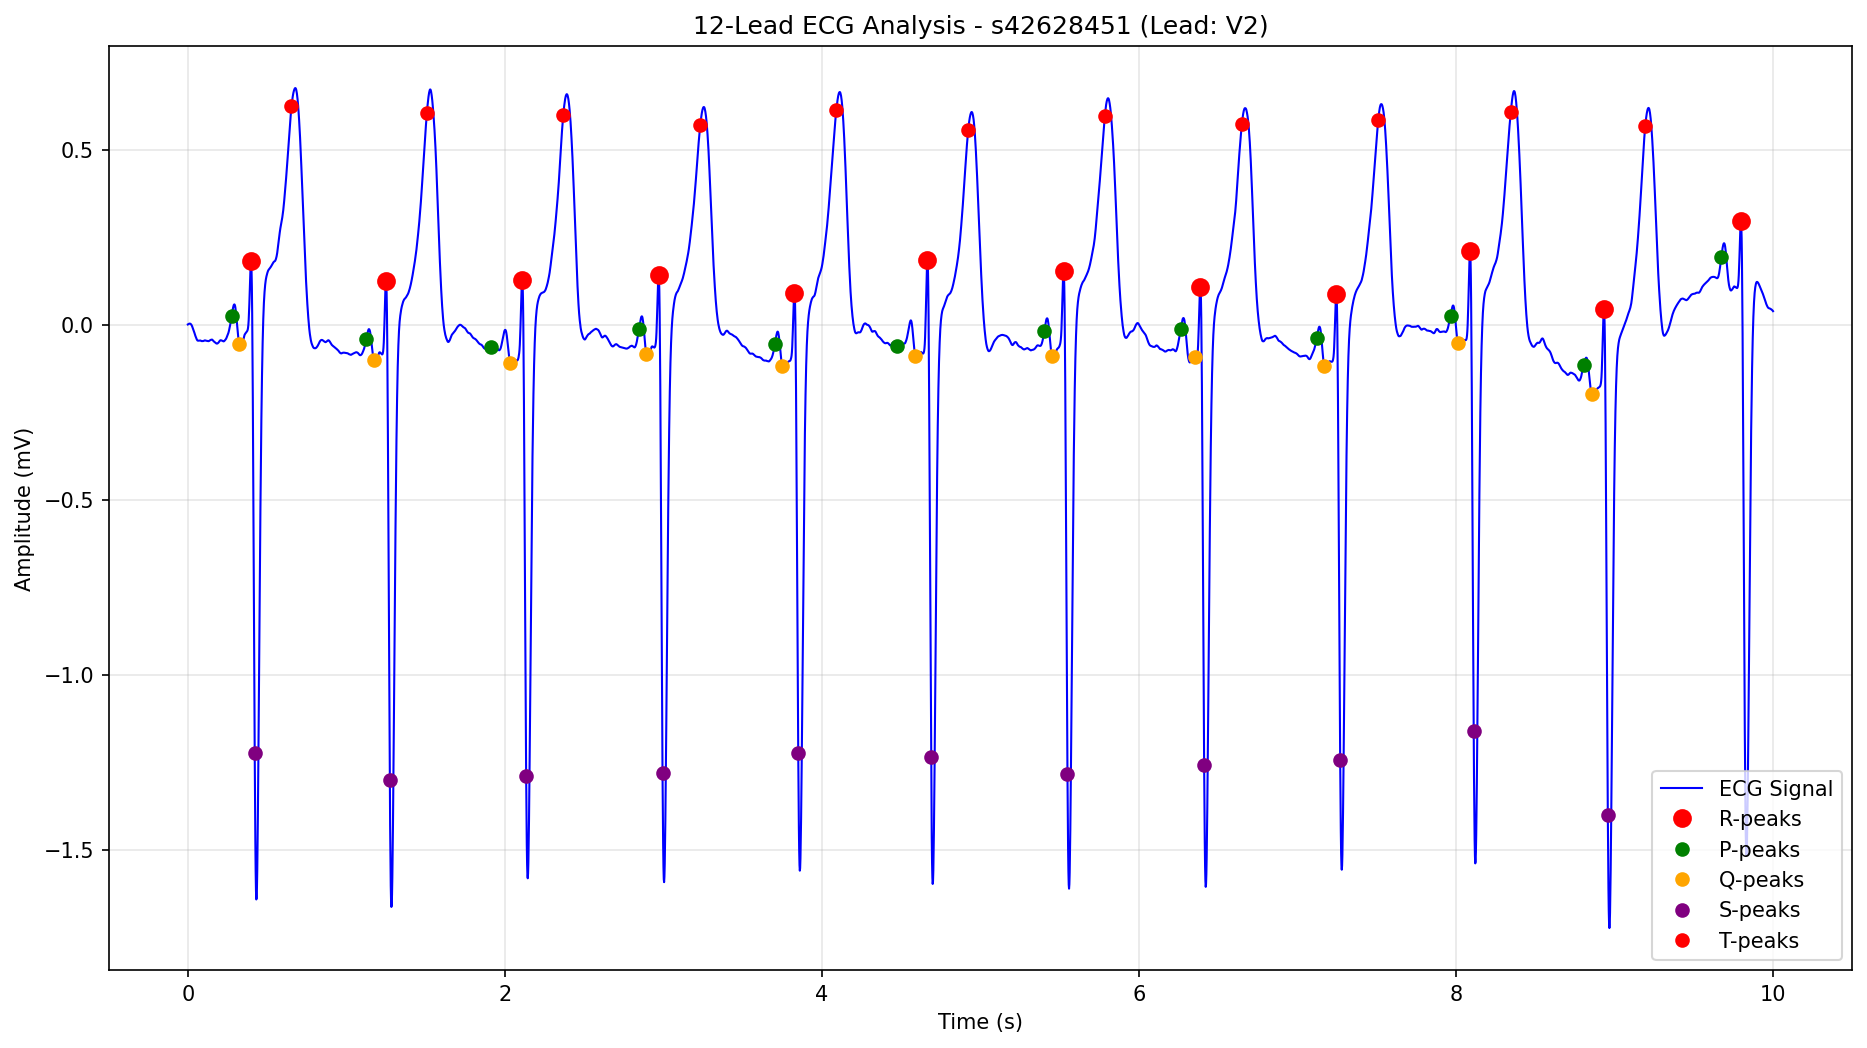 12-Lead ECG Analysis - s42628451 (Lead: V2)
Amplitude (mV)
0.5
0.0
−0.5
−1.0
−1.5
0
2
4
6
8
10
Time (s)
ECG Signal
R-peaks
P-peaks
Q-peaks
S-peaks
T-peaks